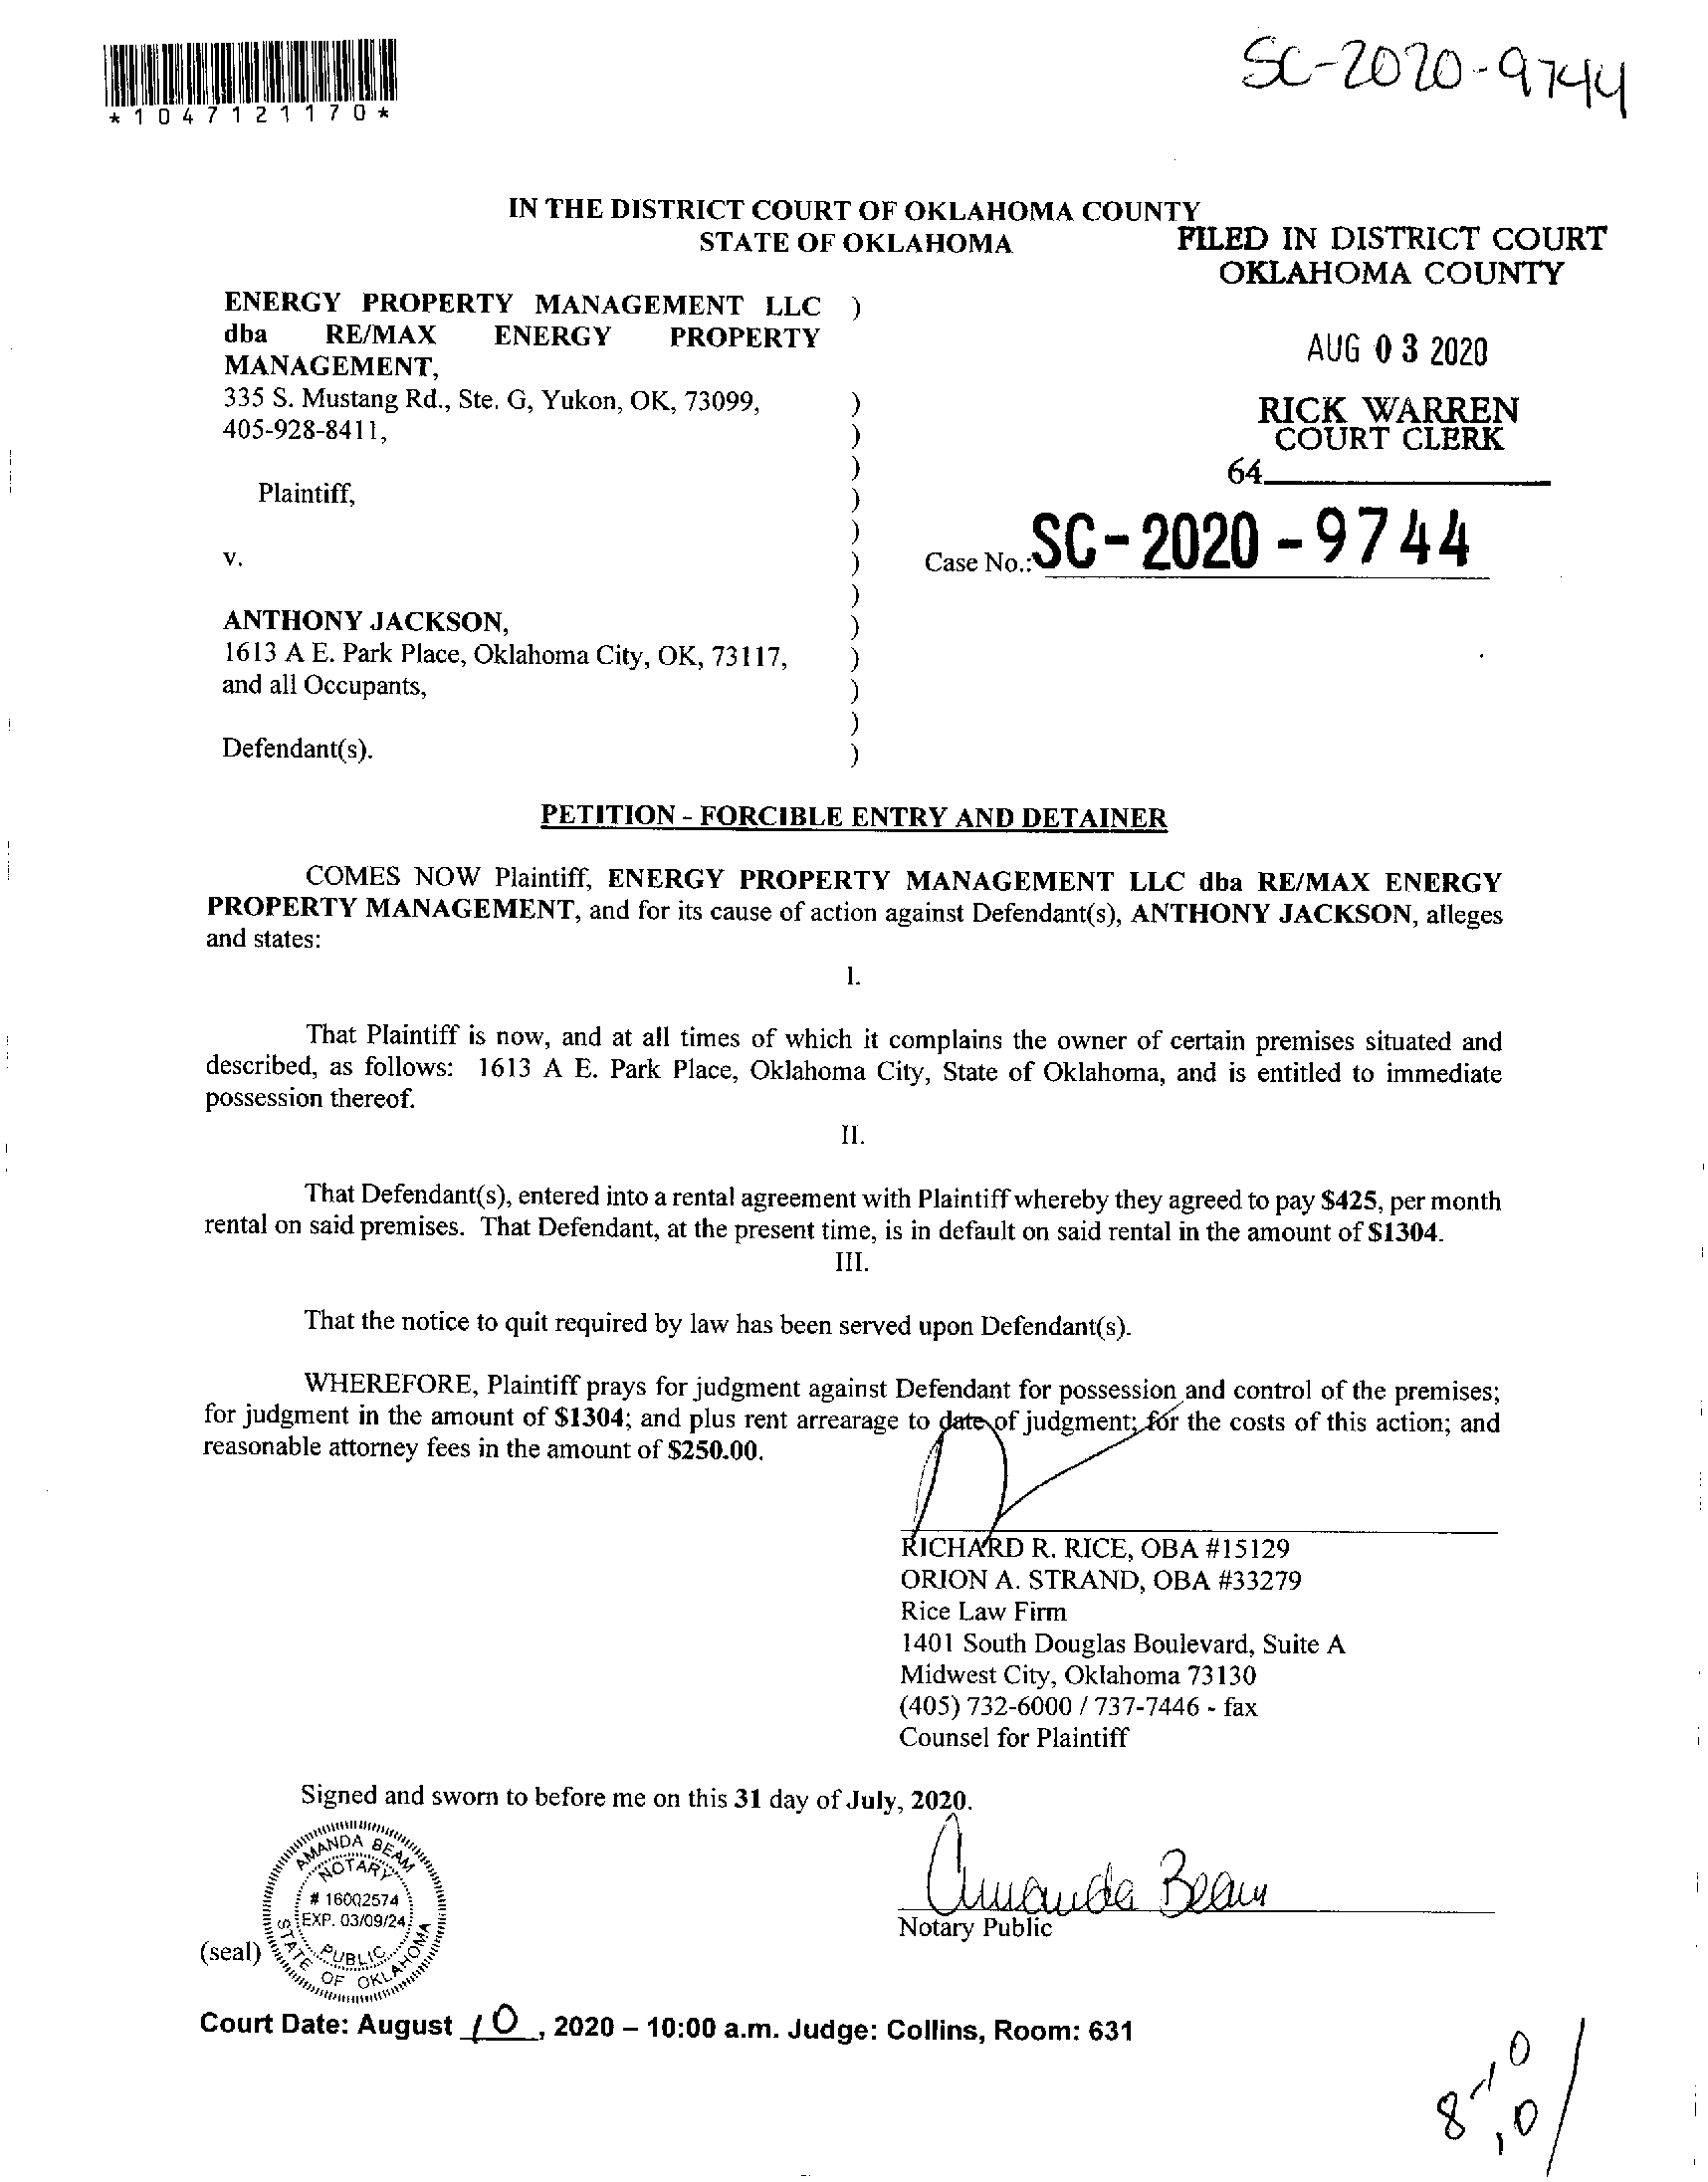 SC-2020-9744
*1047121170*
IN THE DISTRICT COURT OF OKLAHOMA COUNTY
STATE OF OKLAHOMA
FILED IN DISTRICT COURT
OKLAHOMA COUNTY
AUG 03 2020
RICK WARREN
COURT CLERK
64
ENERGY PROPERTY MANAGEMENT LLC )
dba RE/MAX ENERGY PROPERTY
MANAGEMENT,
335 S. Mustang Rd., Ste. G, Yukon, OK, 73099, )
405-928-8411, )
)
Plaintiff, )
)
v. ) Case No.: SC-2020-9744
)
ANTHONY JACKSON, )
1613 A E. Park Place, Oklahoma City, OK, 73117, )
and all Occupants, )
)
Defendant(s). )
PETITION - FORCIBLE ENTRY AND DETAINER
COMES NOW Plaintiff, ENERGY PROPERTY MANAGEMENT LLC dba RE/MAX ENERGY
PROPERTY MANAGEMENT, and for its cause of action against Defendant(s), ANTHONY JACKSON, alleges
and states:
I.
That Plaintiff is now, and at all times of which it complains the owner of certain premises situated and
described, as follows: 1613 A E. Park Place, Oklahoma City, State of Oklahoma, and is entitled to immediate
possession thereof.
II.
That Defendant(s), entered into a rental agreement with Plaintiff whereby they agreed to pay $425, per month
rental on said premises. That Defendant, at the present time, is in default on said rental in the amount of $1304.
III.
That the notice to quit required by law has been served upon Defendant(s).
WHEREFORE, Plaintiff prays for judgment against Defendant for possession and control of the premises;
for judgment in the amount of $1304; and plus rent arrearage to date of judgment; for the costs of this action; and
reasonable attorney fees in the amount of $250.00.
RICHARD R. RICE, OBA #15129
ORION A. STRAND, OBA #33279
Rice Law Firm
1401 South Douglas Boulevard, Suite A
Midwest City, Oklahoma 73130
(405) 732-6000 / 737-7446 - fax
Counsel for Plaintiff
Signed and sworn to before me on this 31 day of July, 2020.
AMANDA BEAM
NOTARY
# 16002574
EXP. 03/09/24
PUBLIC
STATE OF OKLAHOMA
Amanda Beam
Notary Public
(seal)
Court Date: August 10, 2020 – 10:00 a.m. Judge: Collins, Room: 631
8-10
10